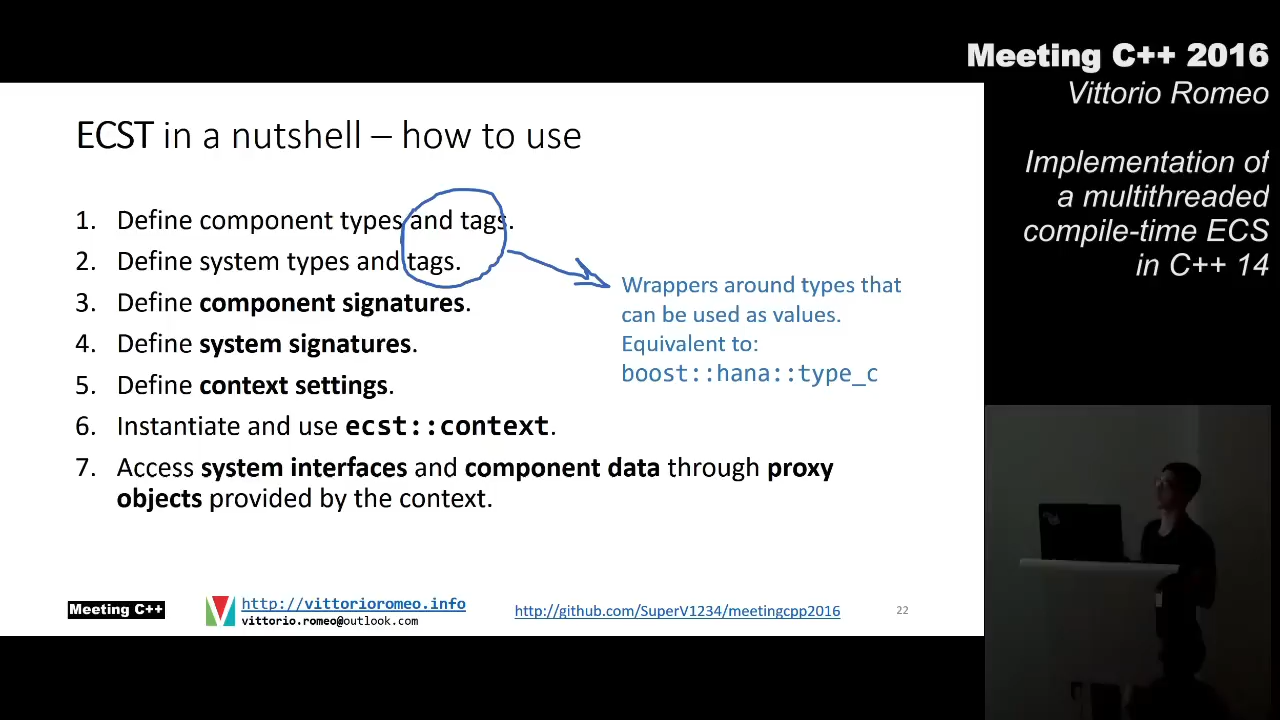 Meeting C++ 2016
Vittorio Romeo
Implementation of
a multithreaded
compile-time ECS
in C++ 14
ECST in a nutshell – how to use
1. Define component types and tags.
2. Define system types and tags.
3. Define component signatures.
4. Define system signatures.
5. Define context settings.
6. Instantiate and use ecst::context.
7. Access system interfaces and component data through proxy
objects provided by the context.
Wrappers around types that
can be used as values.
Equivalent to:
boost::hana::type_c
Meeting C++
http://vittorioromeo.info
vittorio.romeo@outlook.com
http://github.com/SuperV1234/meetingcpp2016
22